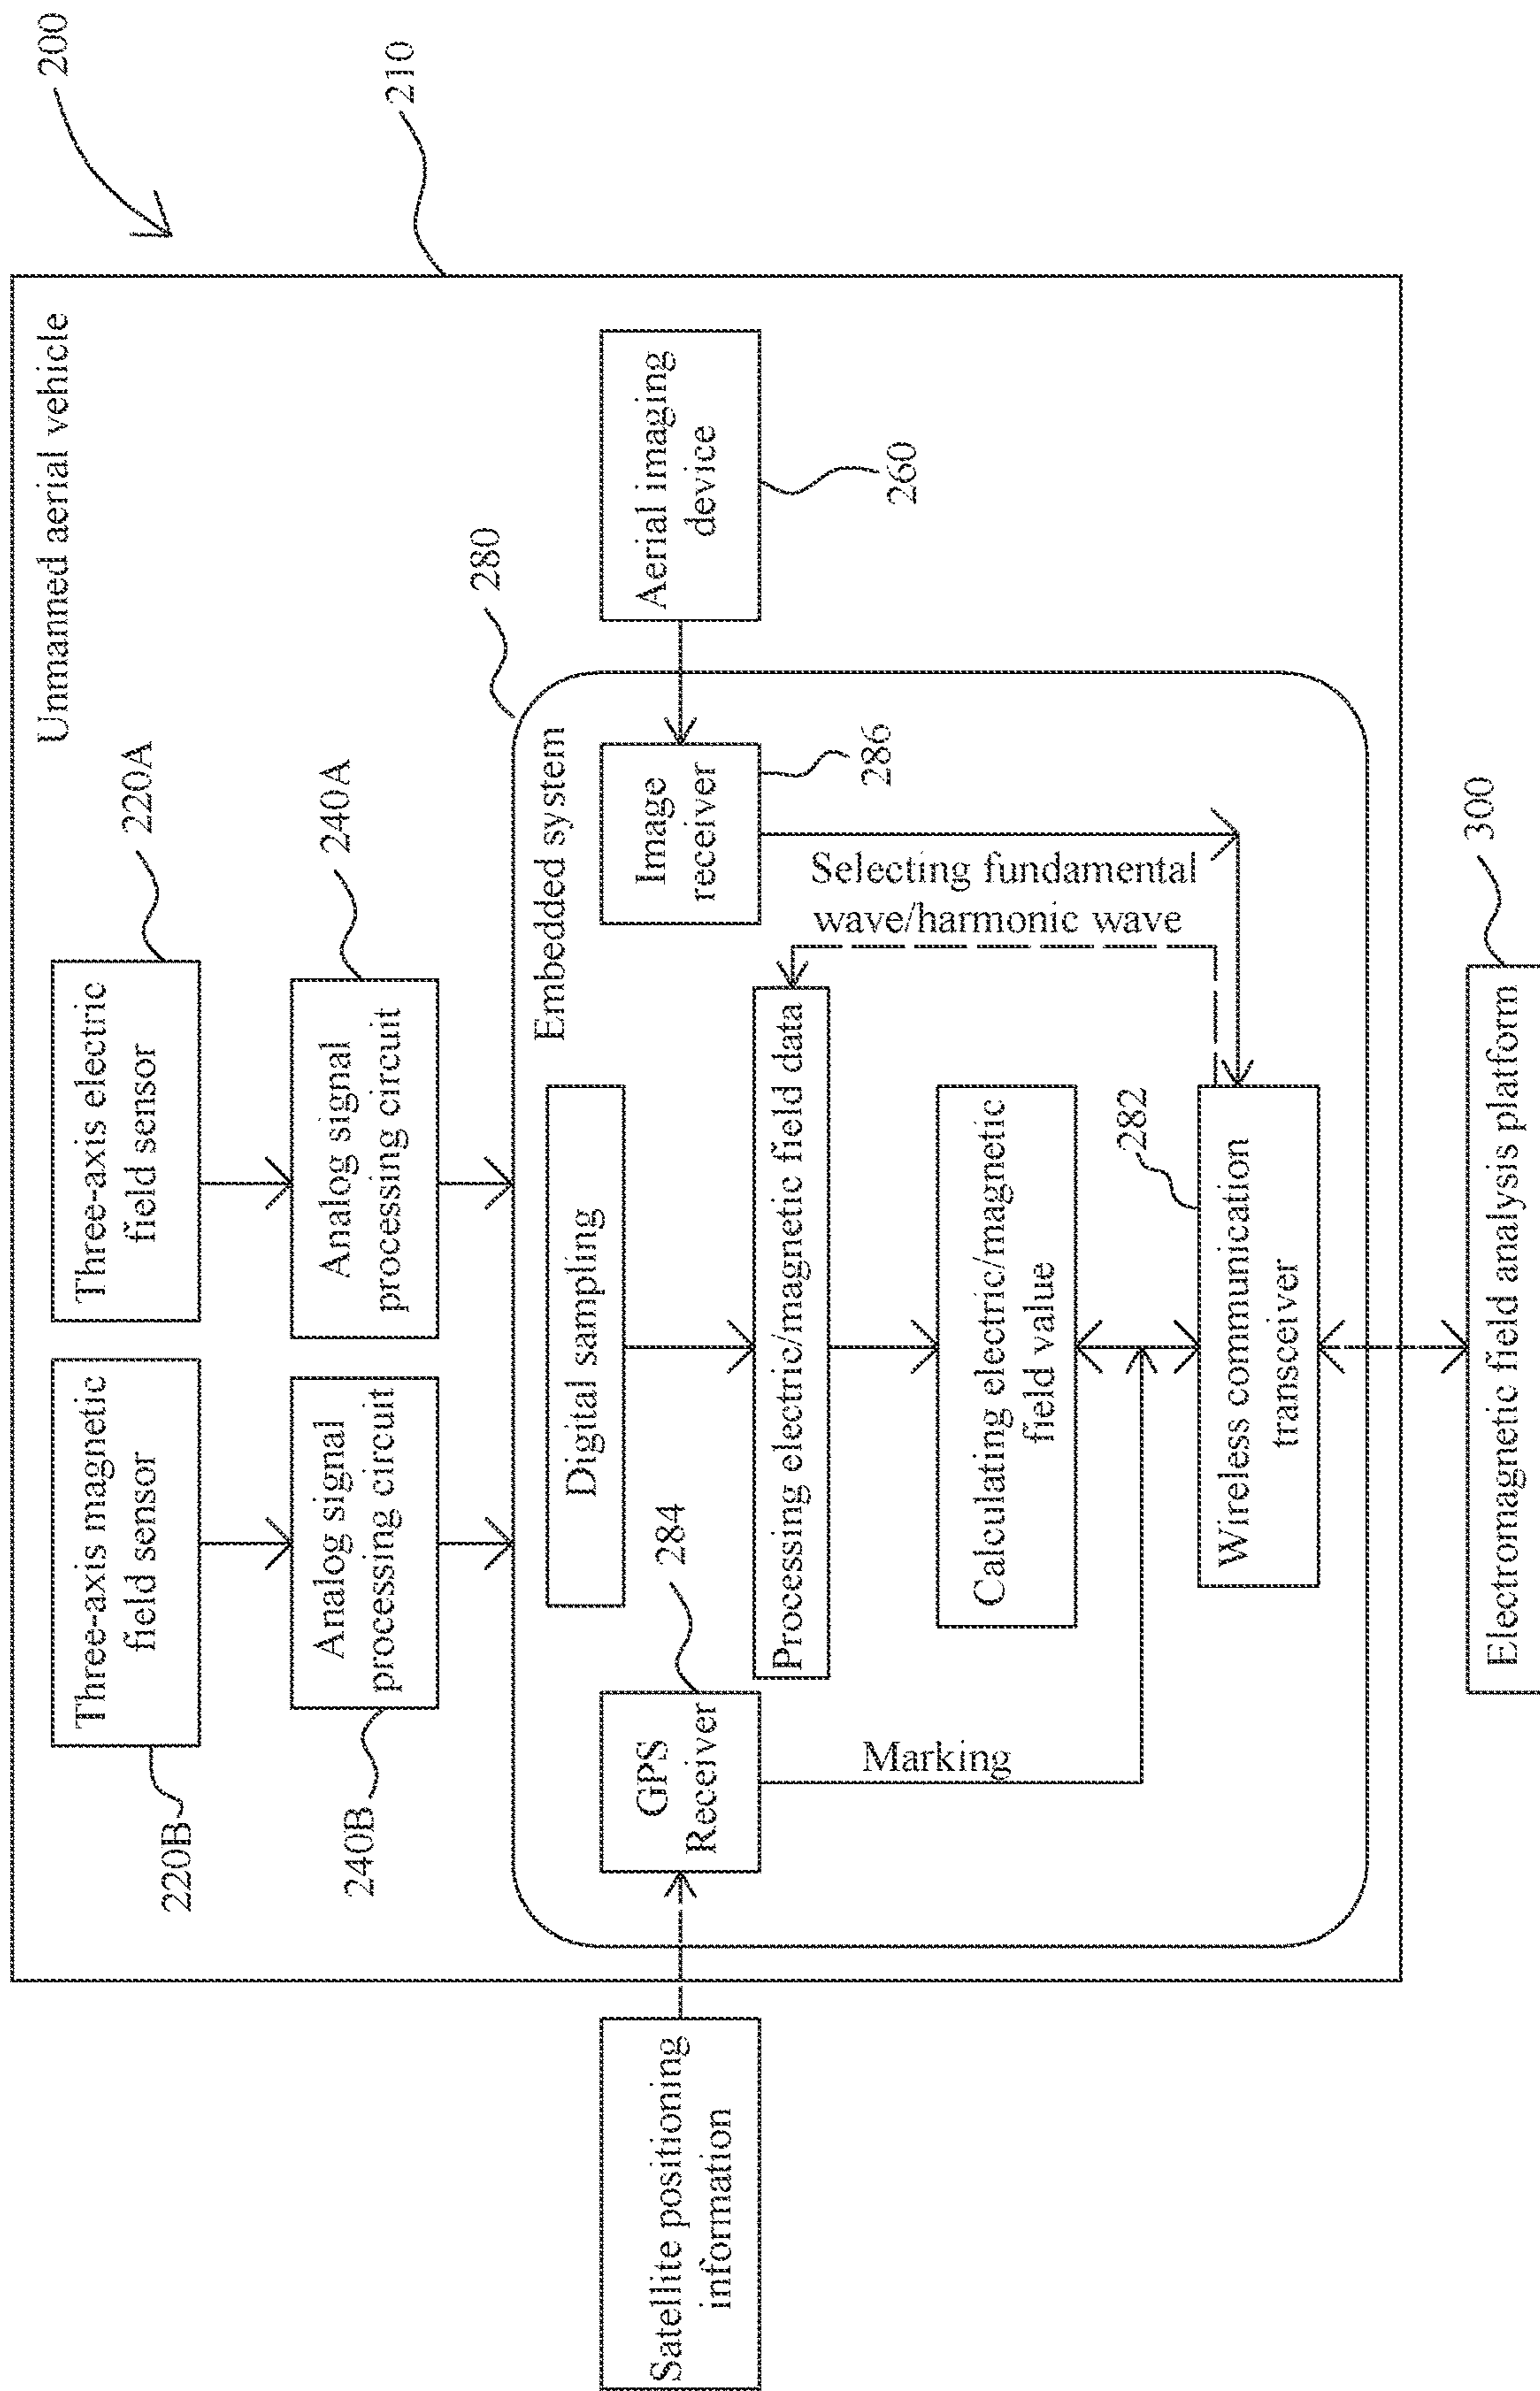 200
210
Unmanned aerial vehicle
220B
Three-axis magnetic
field sensor
Three-axis electric
field sensor
220A
240B
Analog signal
processing circuit
Analog signal
processing circuit
240A
280
Embedded system
Digital sampling
Satellite positioning
information
GPS
Receiver
284
Image
receiver
286
Aerial imaging
device
260
Processing electric/magnetic field data
Selecting fundamental
wave/harmonic wave
Marking
Calculating electric/magnetic
field value
282
Wireless communication
transceiver
Electromagnetic field analysis platform
300